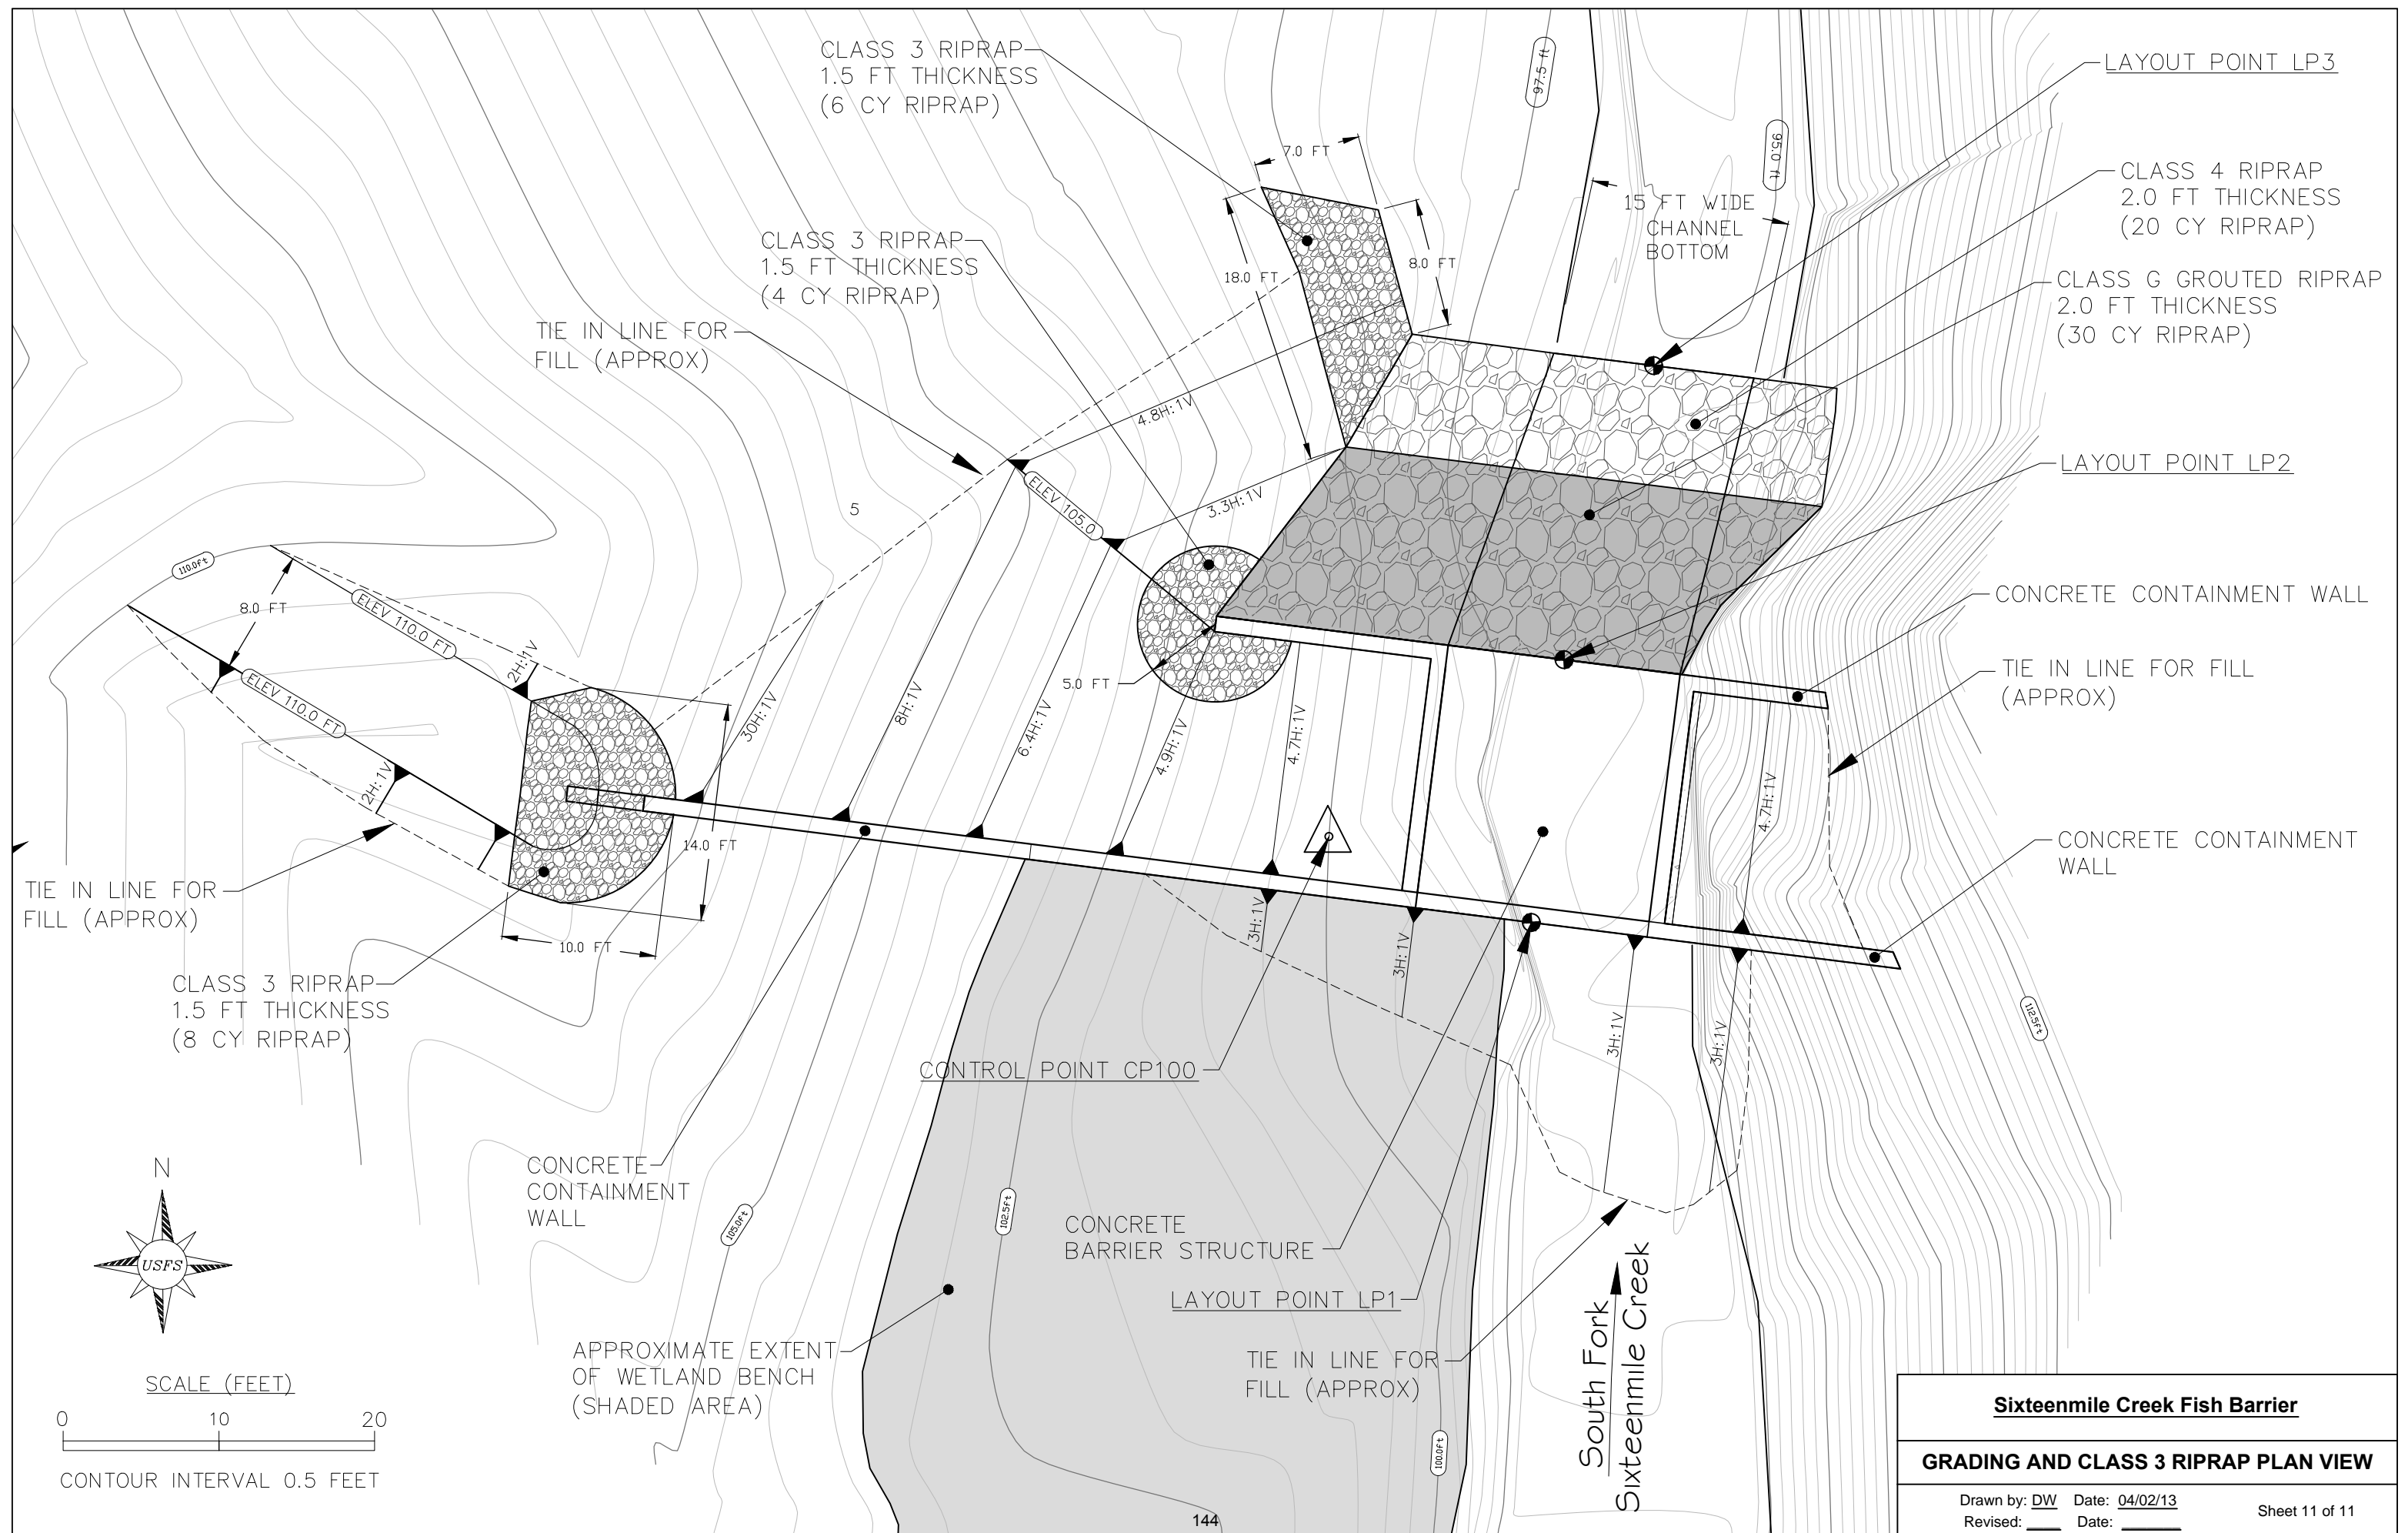 CLASS 3 RIPRAP
1.5 FT THICKNESS
(6 CY RIPRAP)
97.5 ft
LAYOUT POINT LP3
95.0 ft
7.0 FT
CLASS 4 RIPRAP
2.0 FT THICKNESS
(20 CY RIPRAP)
15 FT WIDE
CHANNEL
BOTTOM
CLASS 3 RIPRAP
1.5 FT THICKNESS
(4 CY RIPRAP)
18.0 FT
8.0 FT
CLASS G GROUTED RIPRAP
2.0 FT THICKNESS
(30 CY RIPRAP)
TIE IN LINE FOR
FILL (APPROX)
4.8H:1V
LAYOUT POINT LP2
ELEV 105.0
3.3H:1V
5
110.0ft
8.0 FT
ELEV 110.0 FT
CONCRETE CONTAINMENT WALL
2H:1V
ELEV 110.0 FT
5.0 FT
TIE IN LINE FOR FILL
(APPROX)
30H:1V
8H:1V
6.4H:1V
4.9H:1V
4.7H:1V
4.7H:1V
2H:1V
14.0 FT
CONCRETE CONTAINMENT
WALL
TIE IN LINE FOR
FILL (APPROX)
10.0 FT
3H:1V
3H:1V
3H:1V
3H:1V
112.5ft
CLASS 3 RIPRAP
1.5 FT THICKNESS
(8 CY RIPRAP)
CONTROL POINT CP100
N
USFS
CONCRETE
CONTAINMENT
WALL
105.0ft
102.5ft
CONCRETE
BARRIER STRUCTURE
LAYOUT POINT LP1
APPROXIMATE EXTENT
OF WETLAND BENCH
(SHADED AREA)
TIE IN LINE FOR
FILL (APPROX)
100.0ft
South Fork
Sixteenmile Creek
SCALE (FEET)
0 10 20
CONTOUR INTERVAL 0.5 FEET
144
Sixteenmile Creek Fish Barrier
GRADING AND CLASS 3 RIPRAP PLAN VIEW
Drawn by: DW Date: 04/02/13
Revised: ____ Date: _______
Sheet 11 of 11